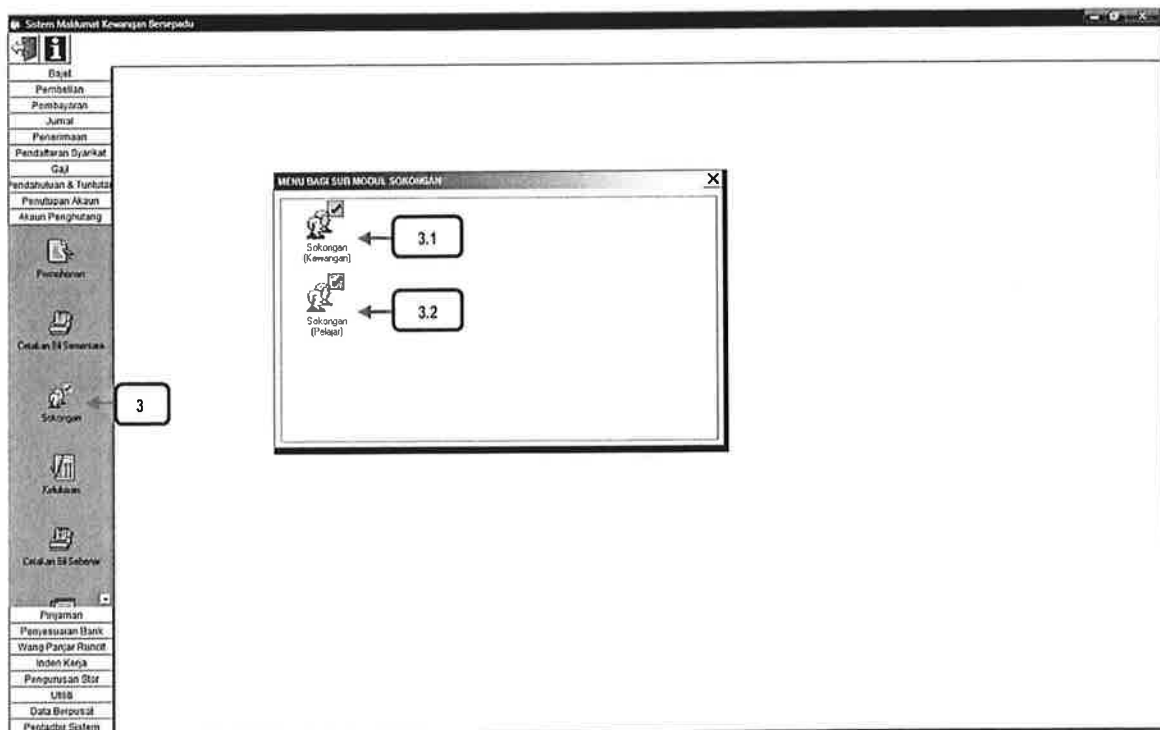 Sistem Maklumat Kewangan Bersepadu
Bajet
Pembelian
Pembayaran
Jurnal
Penerimaan
Pendaftaran Syarikat
Gaji
Pendahuluan & Tuntuta
Penutupan Akaun
Akaun Penghutang
Permohonan
Cetakan Bil Sementara
Sokongan
3
Kelulusan
Cetakan Bil Sebenar
Pinjaman
Penyesuaian Bank
Wang Panjar Runcit
Inden Kerja
Pengurusan Stor
Utiliti
Data Berpusat
Pentadbir Sistem
MENU BAGI SUB MODUL SOKONGAN
Sokongan
(Kewangan)
3.1
Sokongan
(Pelajar)
3.2